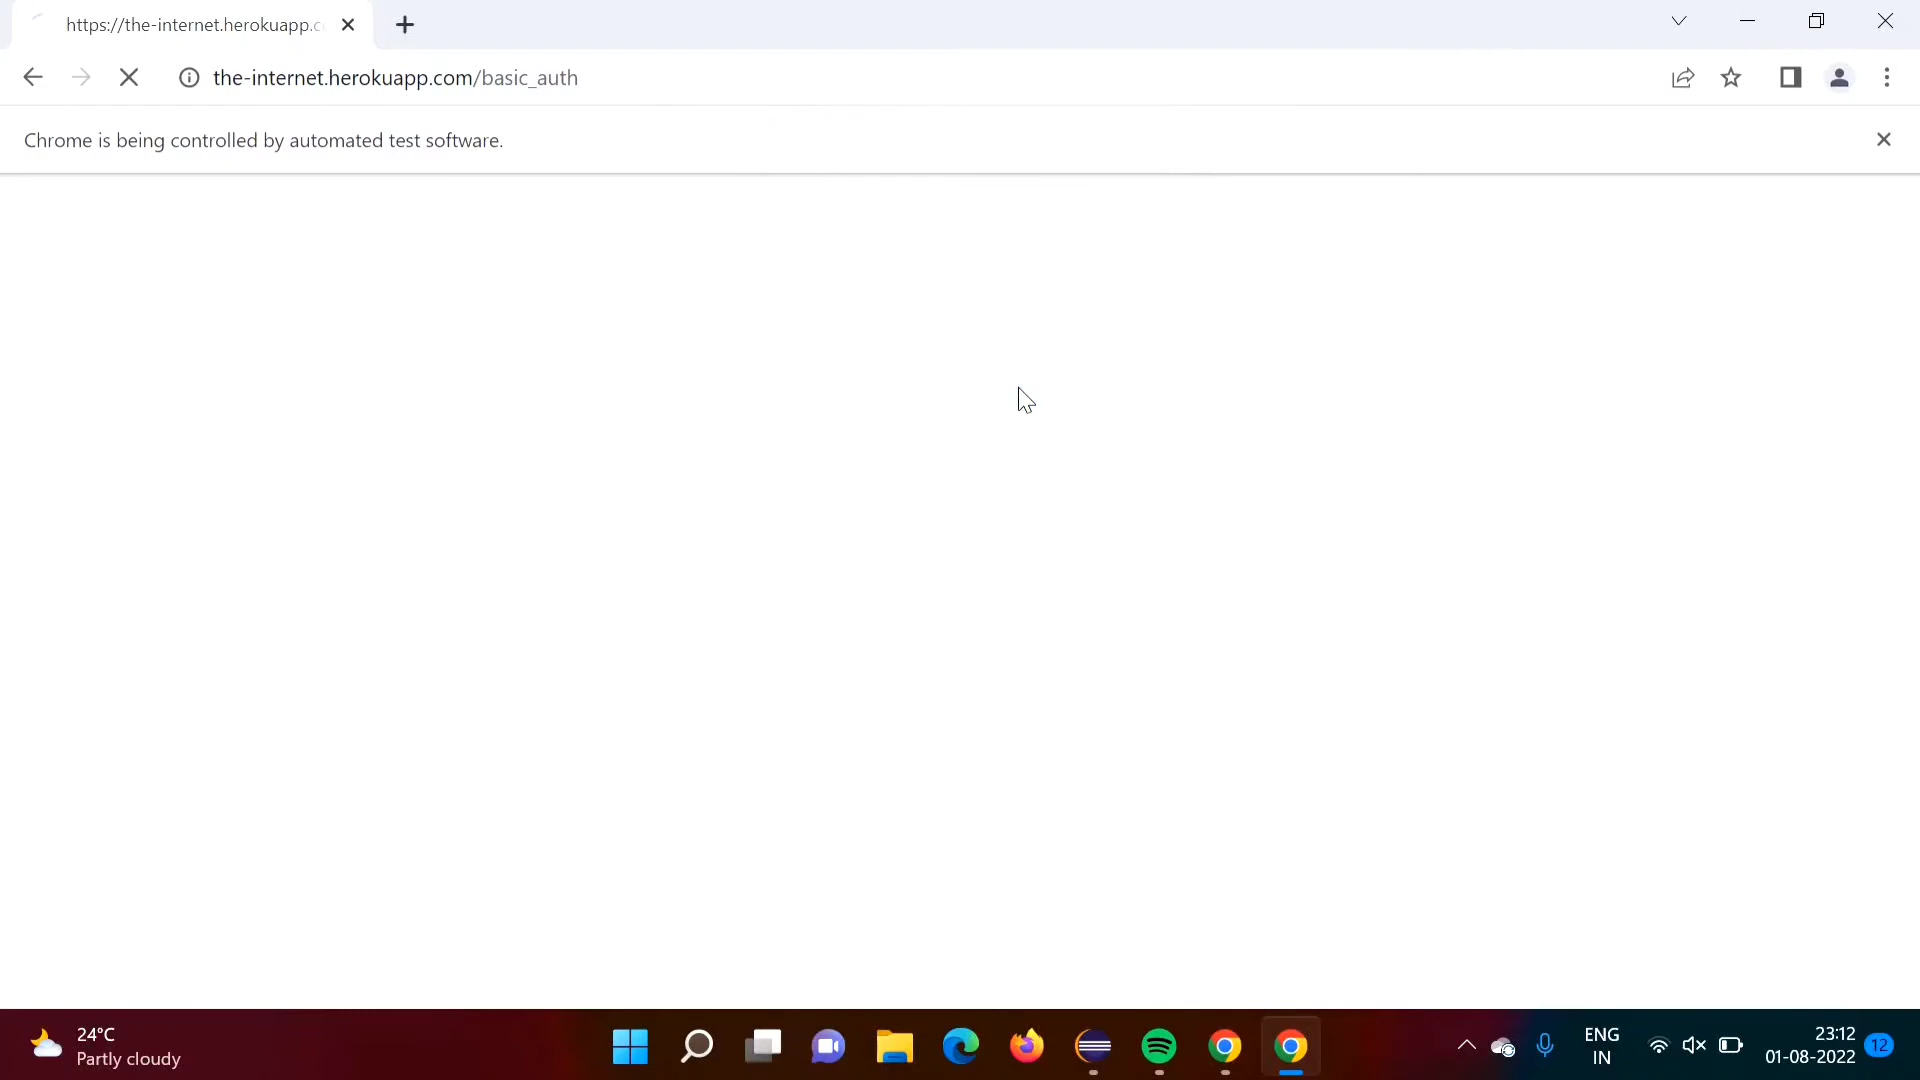 https://the-internet.herokuapp.c
the-internet.herokuapp.com/basic_auth
Chrome is being controlled by automated test software.
24°C
Partly cloudy
ENG
IN
23:12
01-08-2022
12